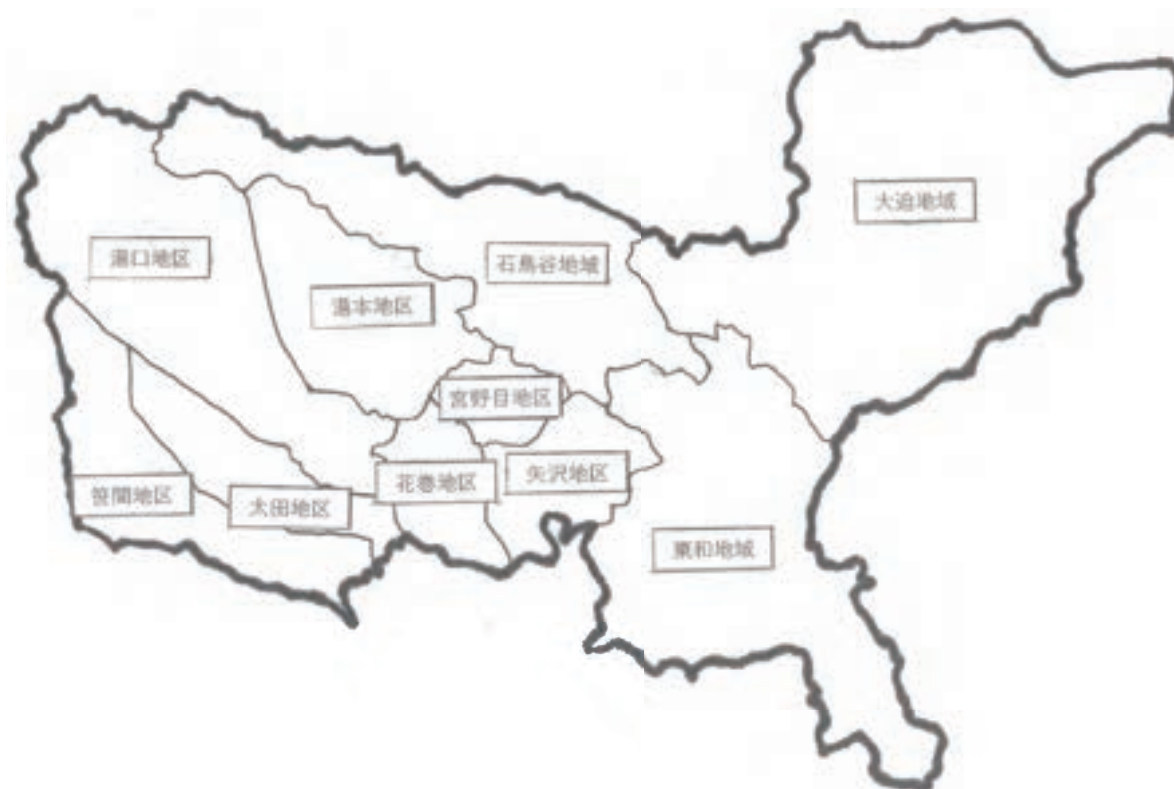 大迫地域
湯口地区
石鳥谷地域
湯本地区
宮野目地区
花巻地区
矢沢地区
笹間地区
太田地区
東和地域